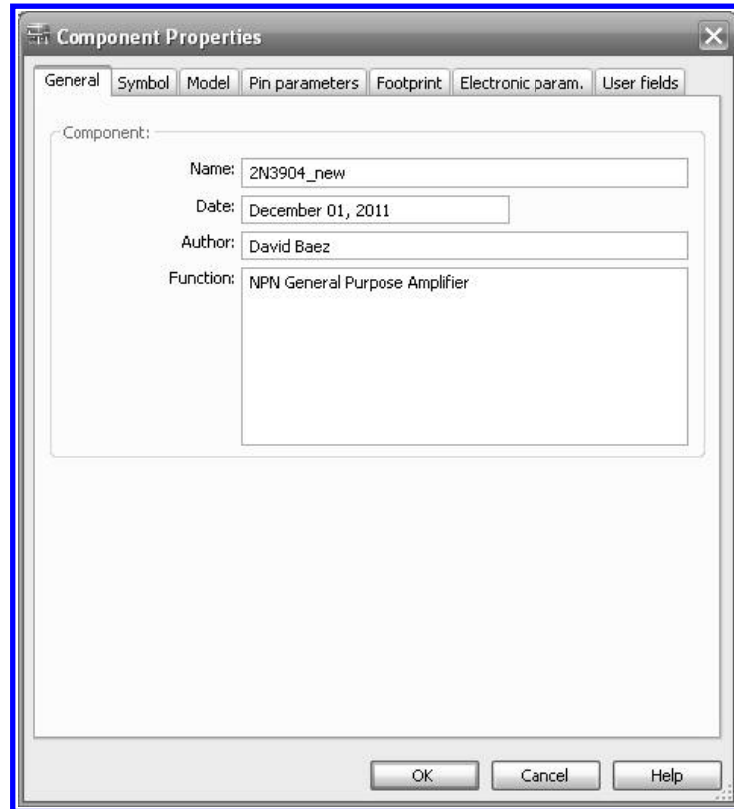 Component Properties
General Symbol Model Pin parameters Footprint Electronic param. User fields
Component:
Name: 2N3904_new
Date: December 01, 2011
Author: David Baez
Function: NPN General Purpose Amplifier
OK Cancel Help